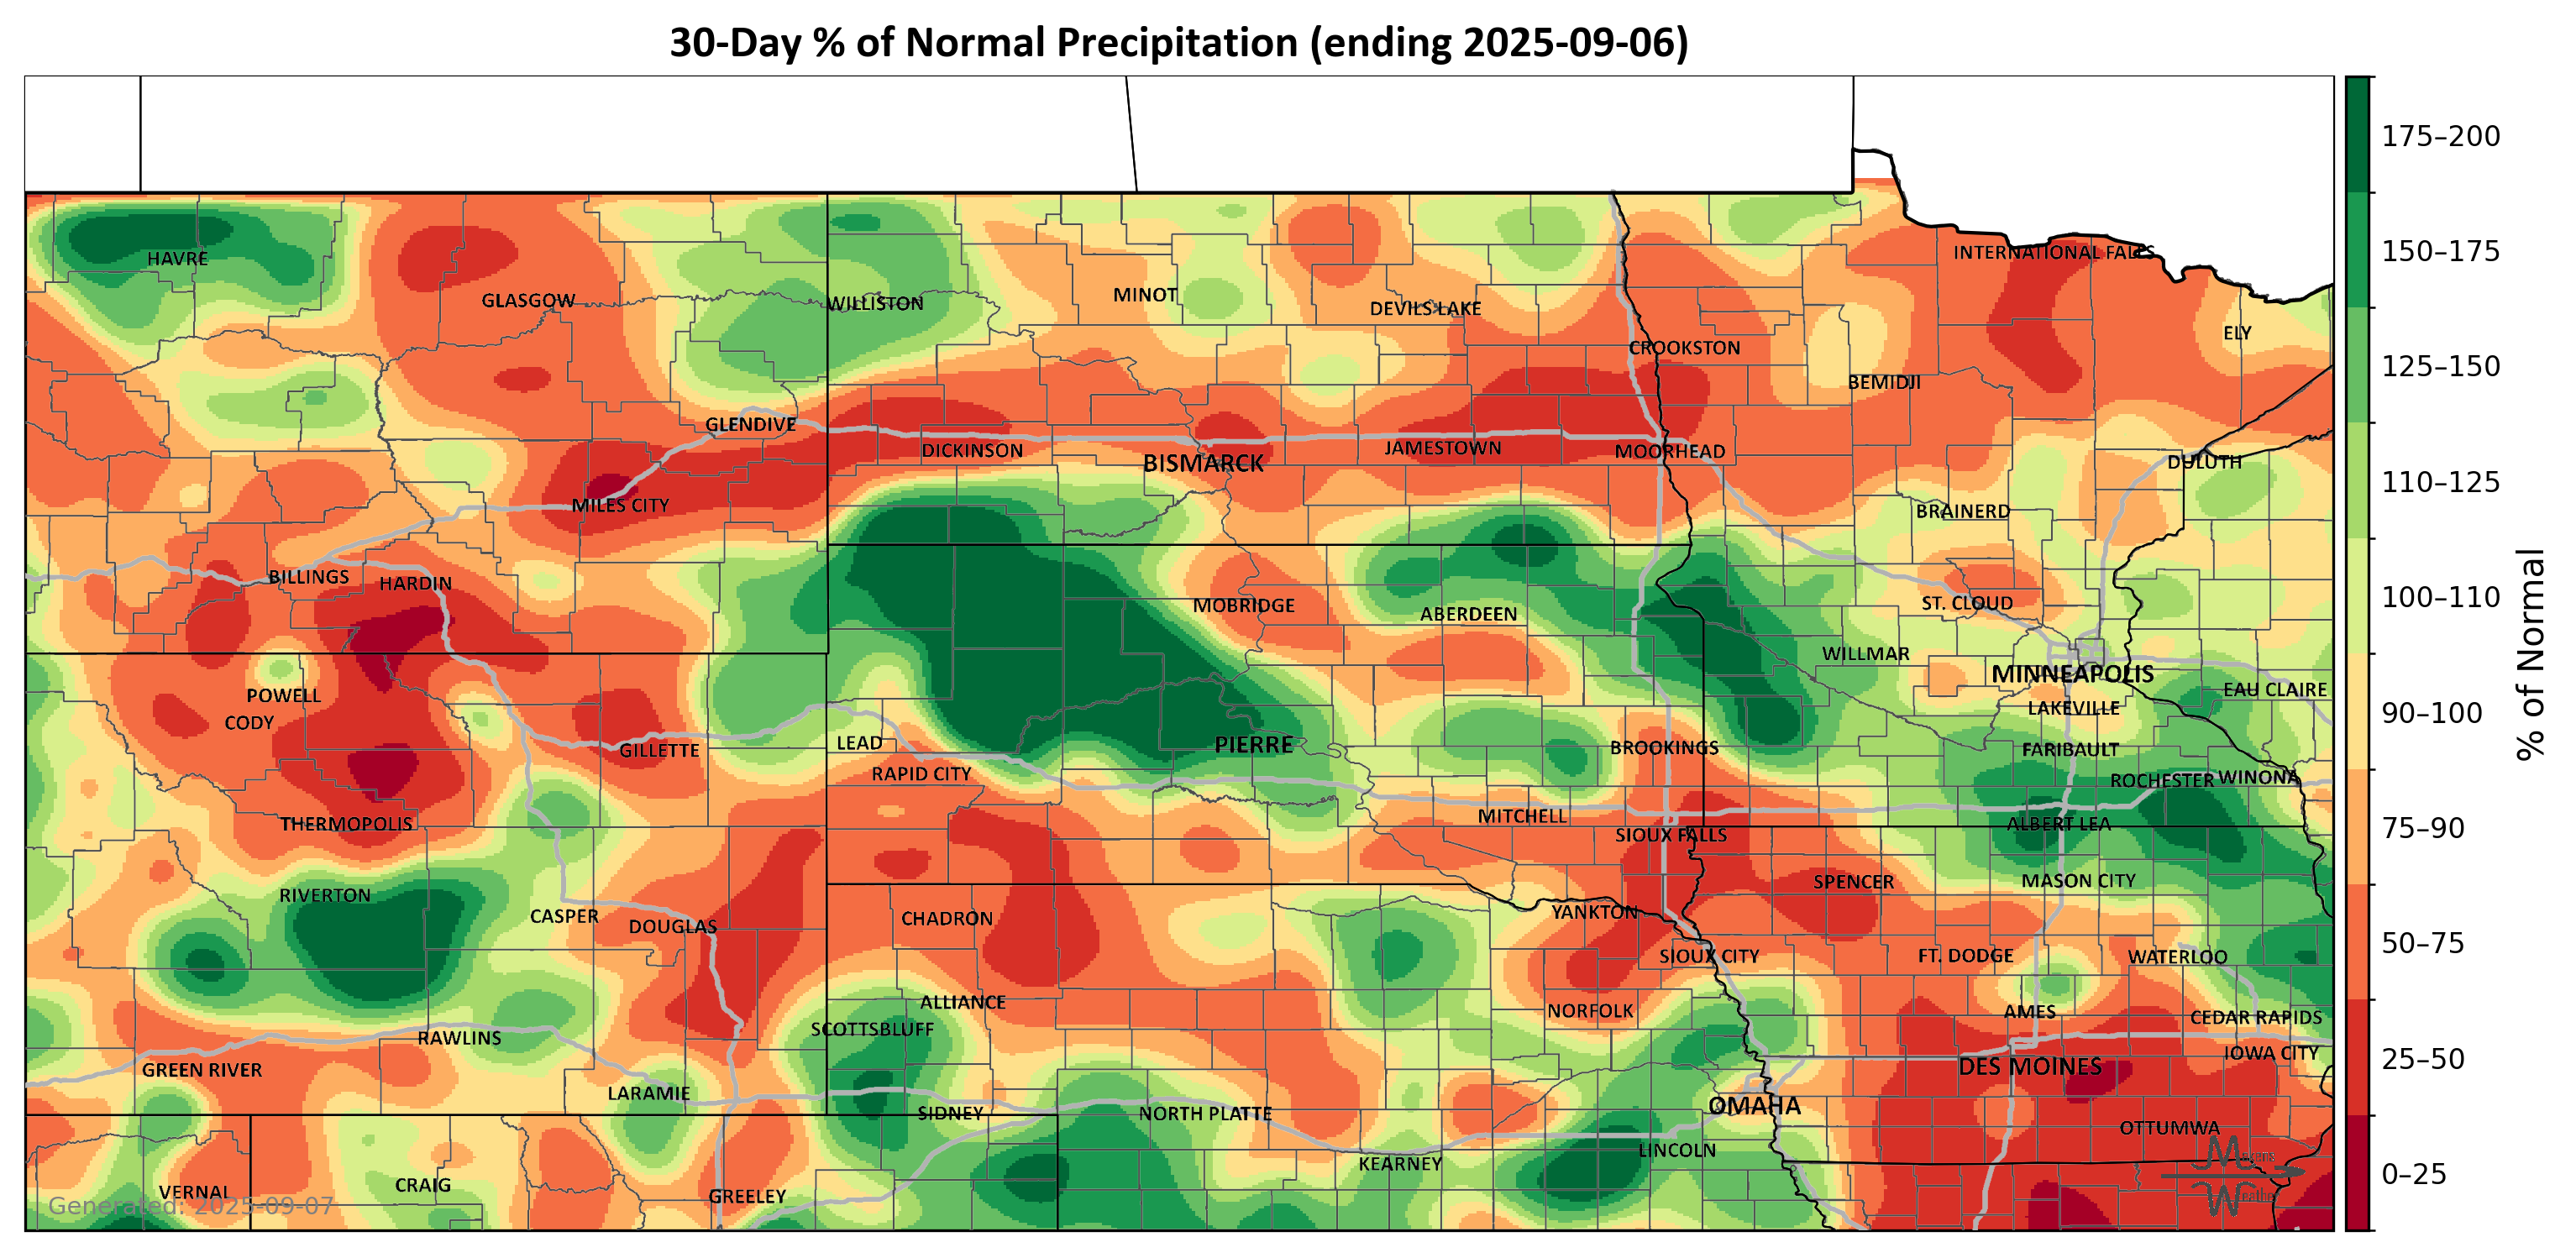 30-Day % of Normal Precipitation (ending 2025-09-06)
175–200
INTERNATIONAL FALLS
150–175
HAVRE
GLASGOW
WILLISTON
MINOT
DEVILS LAKE
ELY
125–150
CROOKSTON
BEMIDJI
GLENDIVE
DICKINSON
BISMARCK
JAMESTOWN
MOORHEAD
DULUTH
110–125
MILES CITY
BRAINERD
BILLINGS
HARDIN
MOBRIDGE
ABERDEEN
ST. CLOUD
100–110
WILLMAR
MINNEAPOLIS
POWELL
EAU CLAIRE
CODY
LAKEVILLE
90–100
% of Normal
GILLETTE
LEAD
PIERRE
BROOKINGS
FARIBAULT
RAPID CITY
ROCHESTER
WINONA
THERMOPOLIS
MITCHELL
SIOUX FALLS
ALBERT LEA
75–90
RIVERTON
SPENCER
MASON CITY
CASPER
DOUGLAS
CHADRON
YANKTON
SIOUX CITY
FT. DODGE
WATERLOO
50–75
ALLIANCE
NORFOLK
AMES
CEDAR RAPIDS
RAWLINS
SCOTTSBLUFF
GREEN RIVER
DES MOINES
IOWA CITY
25–50
LARAMIE
SIDNEY
NORTH PLATTE
OMAHA
OTTUMWA
LINCOLN
KEARNEY
VERNAL
CRAIG
GREELEY
0–25
Generated: 2025-09-07